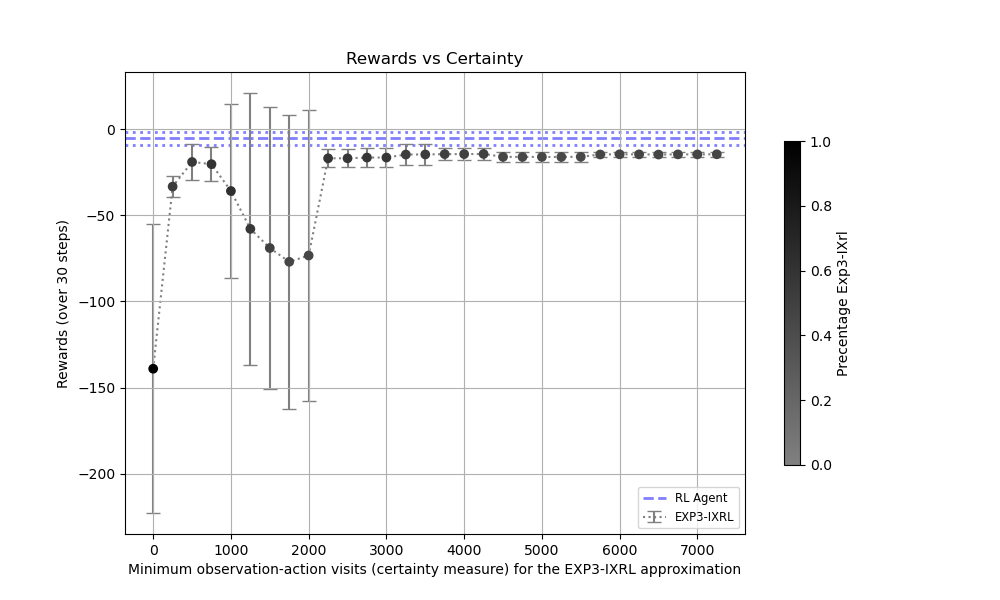 Rewards vs Certainty
Rewards (over 30 steps)
0
−50
−100
−150
−200
0 1000 2000 3000 4000 5000 6000 7000
Minimum observation-action visits (certainty measure) for the EXP3-IXRL approximation
RL Agent
EXP3-IXRL
1.0
0.8
0.6
0.4
0.2
0.0
Precentage Exp3-IXrl